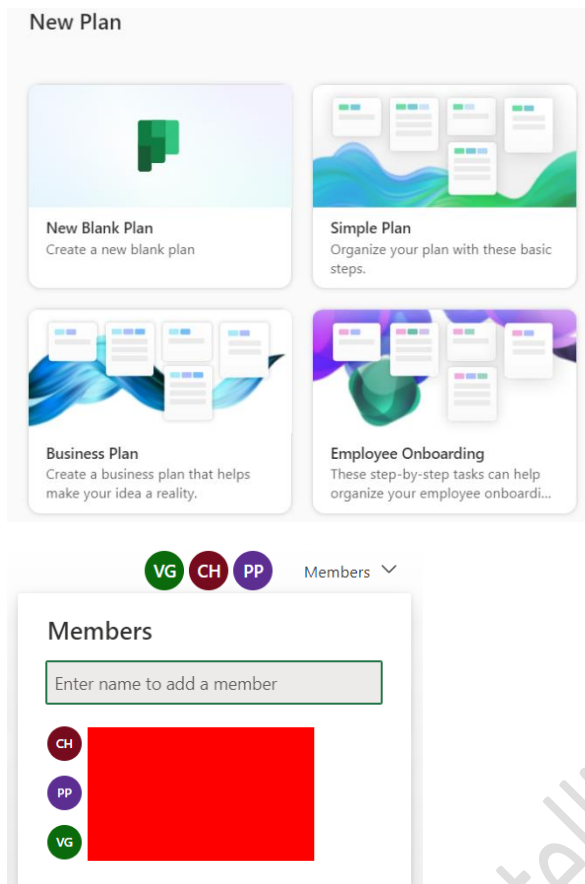 New Plan
New Blank Plan
Create a new blank plan
Simple Plan
Organize your plan with these basic
steps.
Business Plan
Create a business plan that helps
make your idea a reality.
Employee Onboarding
These step-by-step tasks can help
organize your employee onboardi...
VG CH PP Members
Members
Enter name to add a member
CH
PP
VG